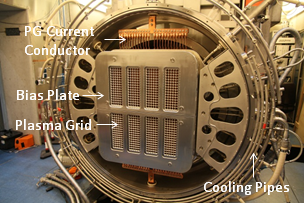 PG Current
Conductor
Bias Plate
Plasma Grid
Cooling Pipes